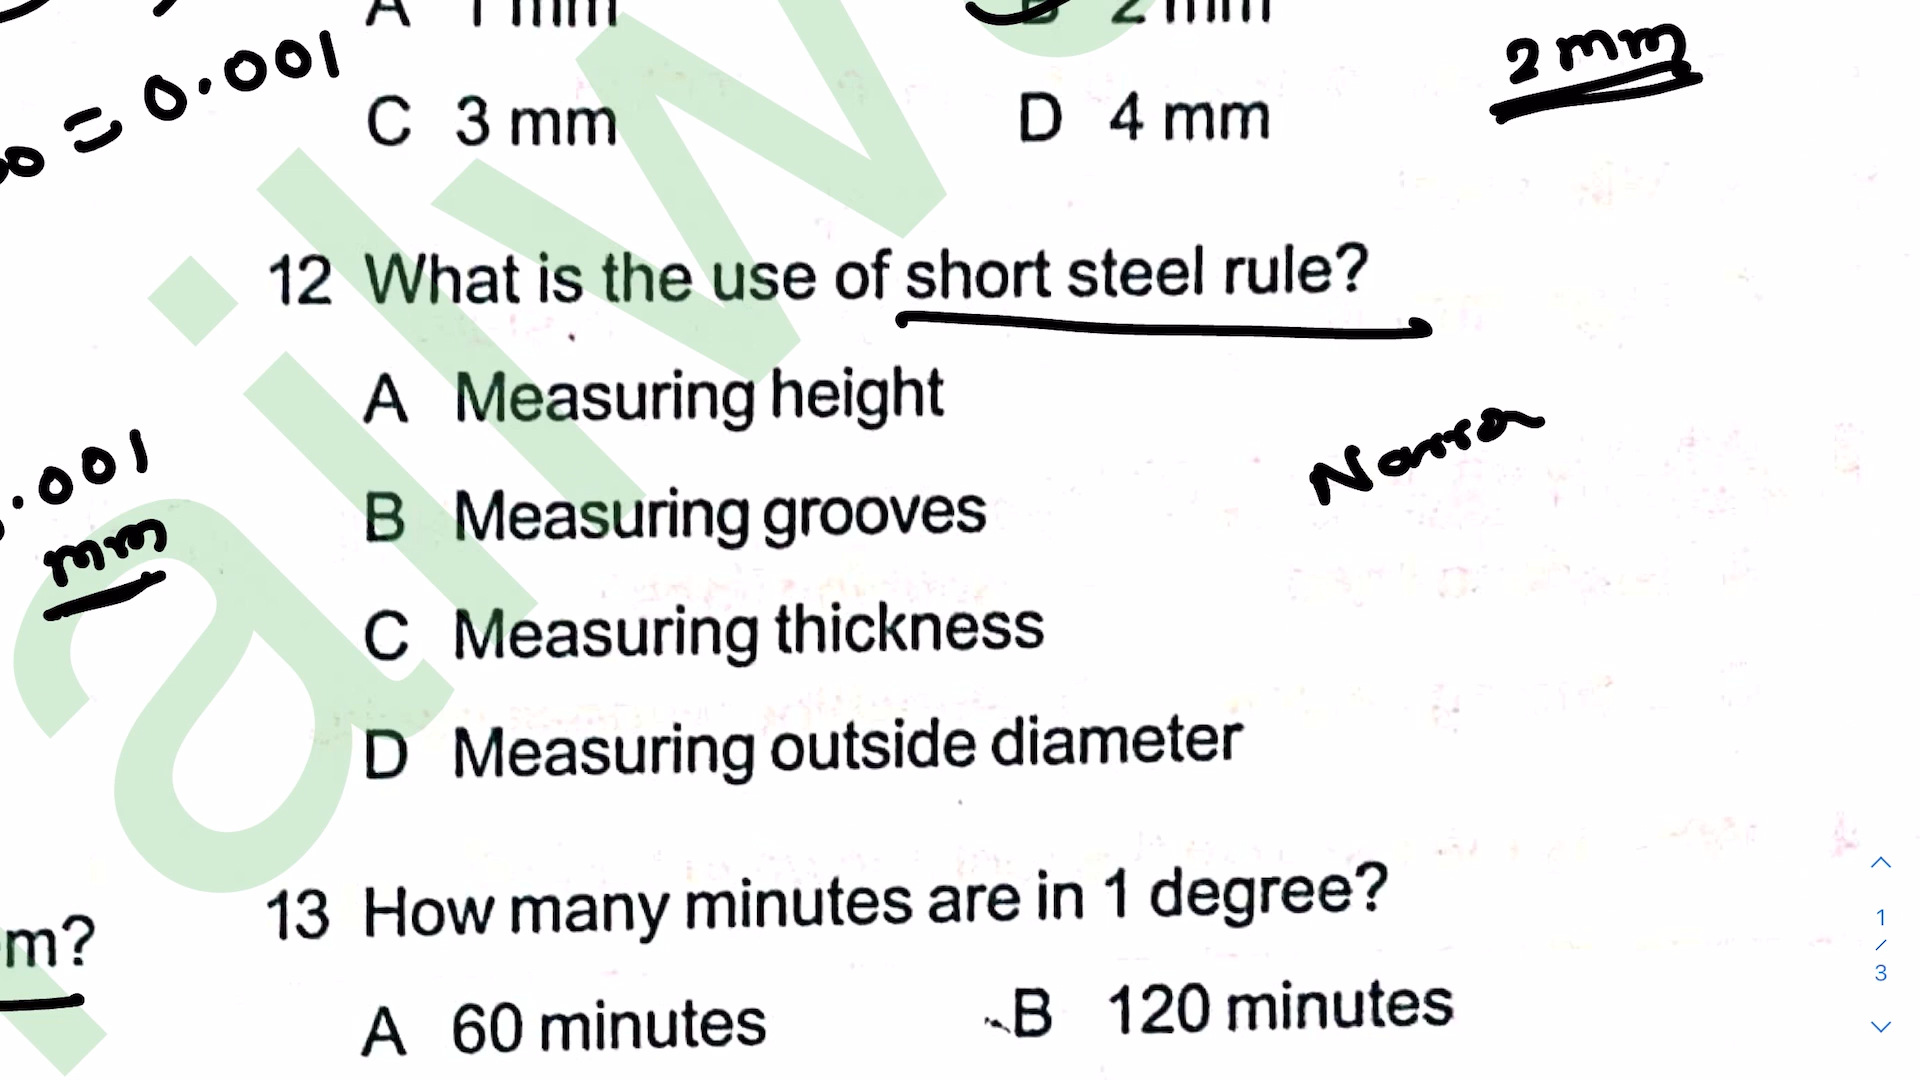 = 0.001
2 mm
C 3 mm D 4 mm
12 What is the use of short steel rule?
A Measuring height
B Measuring grooves
C Measuring thickness
D Measuring outside diameter
.001
mm
m?
13 How many minutes are in 1 degree?
A 60 minutes B 120 minutes
1
/
3